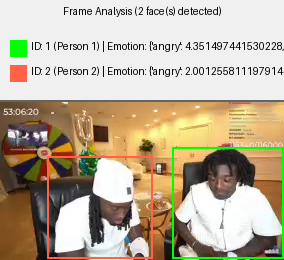 Frame Analysis (2 face(s) detected)
ID: 1 (Person 1) | Emotion: {'angry': 4.351497441530228,
ID: 2 (Person 2) | Emotion: {'angry': 2.001255811197914
53:06:20